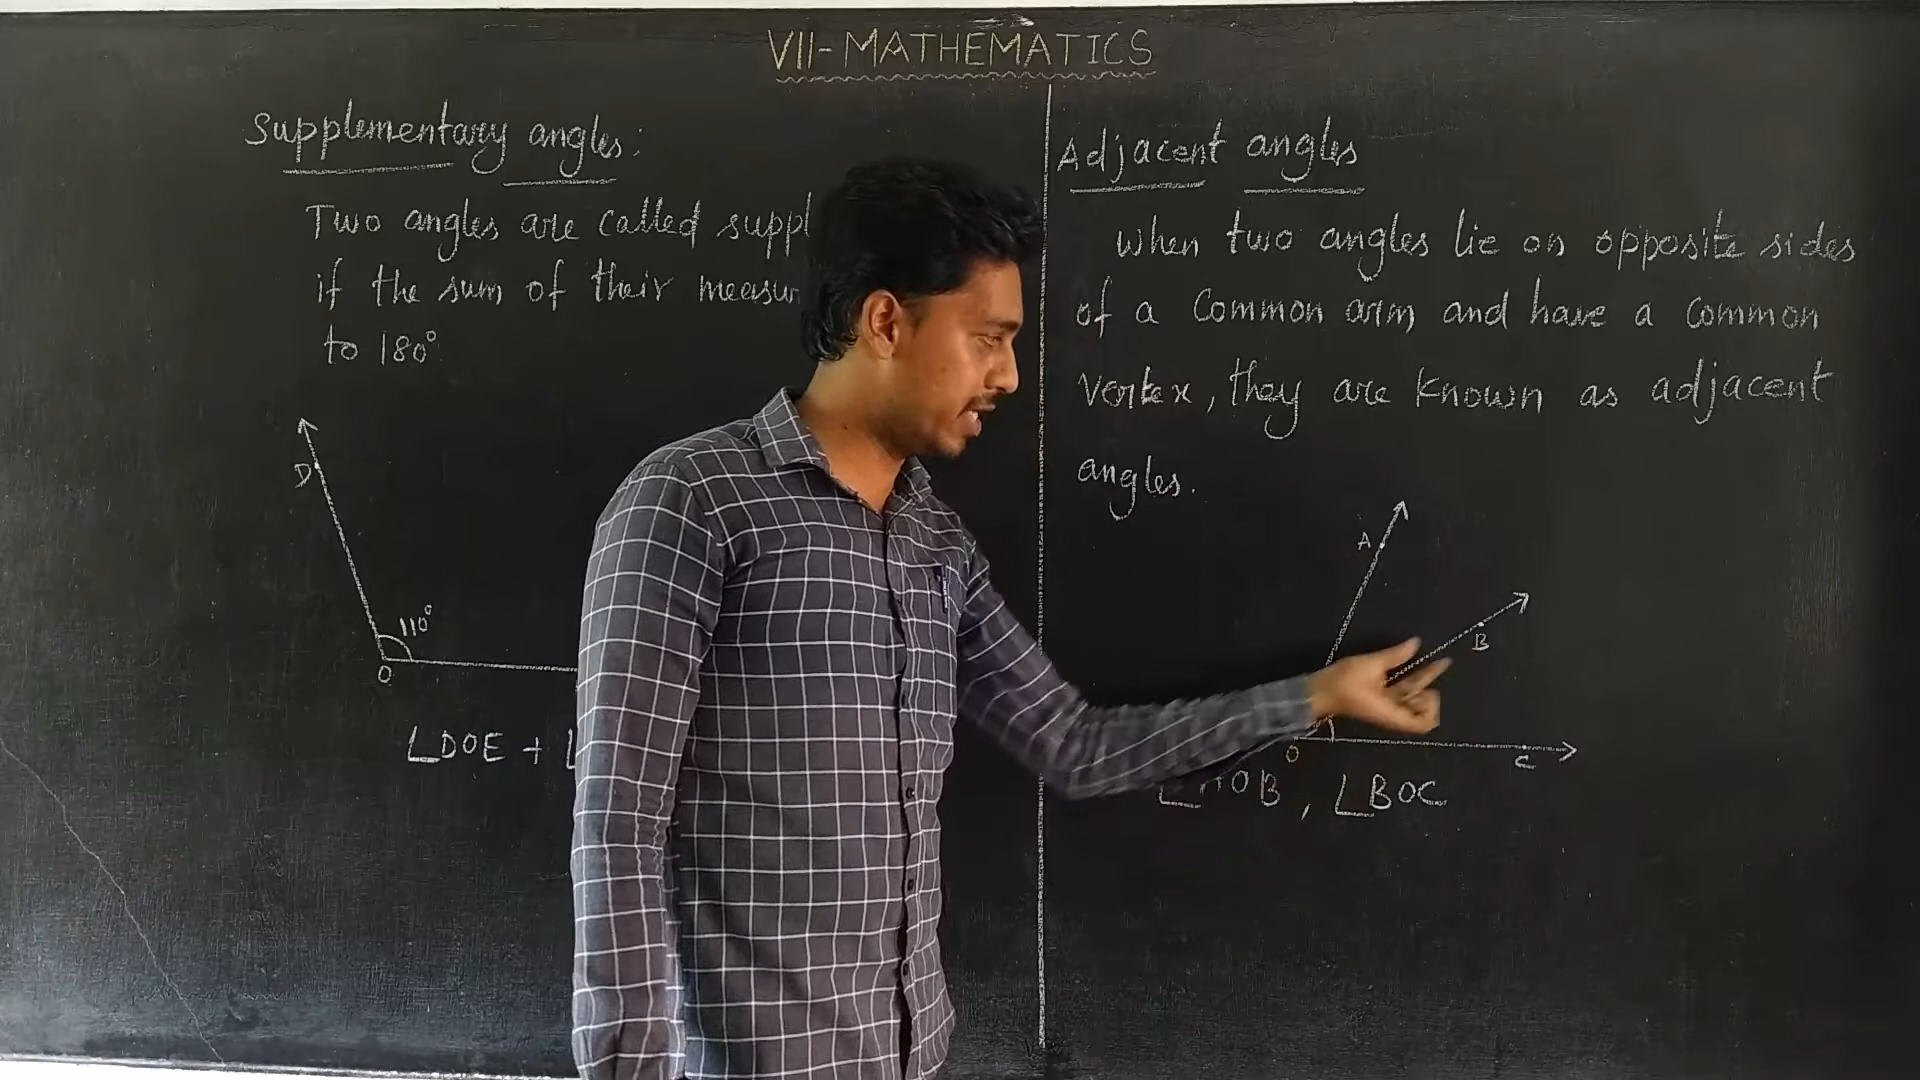 VII-MATHEMATICS
Supplementary angles:
Two angles are called suppl
if the sum of their measur
to 180°
D
110°
O
∠DOE +
Adjacent angles
When two angles lie on opposite sides
of a common arm and have a common
vertex, they are known as adjacent
angles.
A
B
O
C
∠AOB, ∠BOC